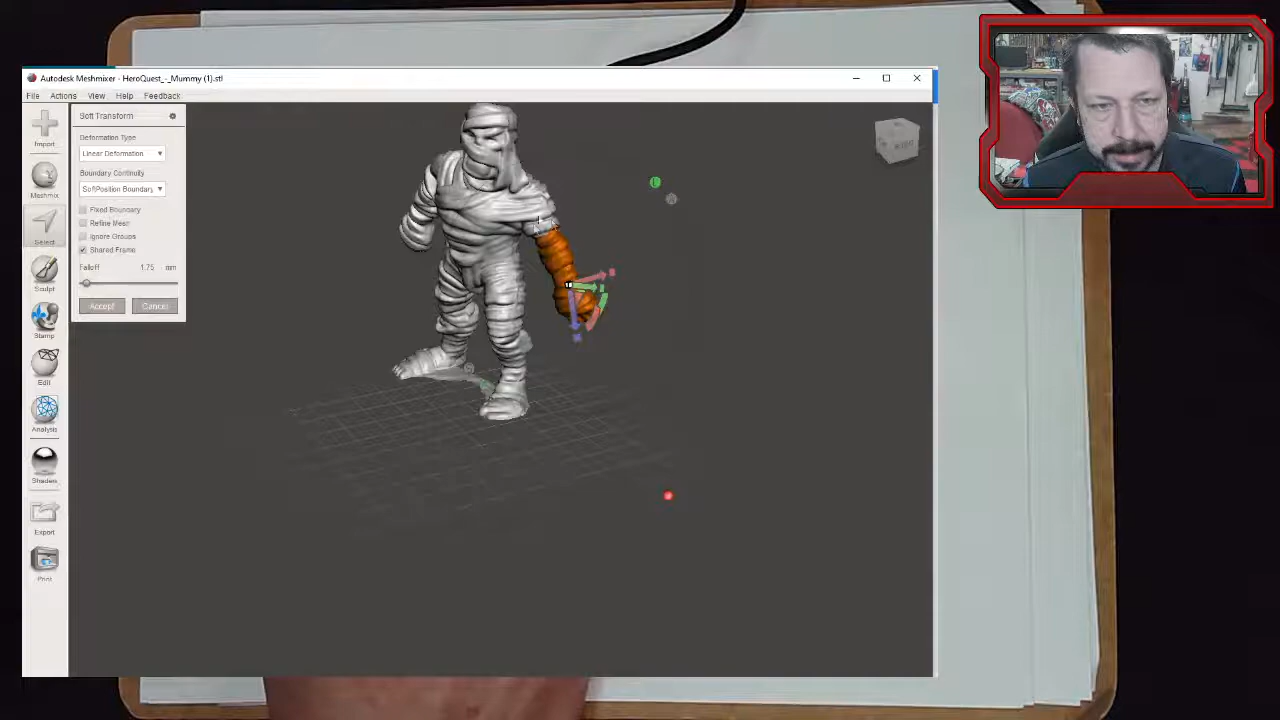 Autodesk Meshmixer - HeroQuest_-_Mummy (1).stl
File Actions View Help Feedback
Import
Meshmix
Select
Sculpt
Stamp
Edit
Analysis
Shaders
Export
Print
Soft Transform
Deformation Type
Linear Deformation
Boundary Continuity
SoftPosition Boundary
Fixed Boundary
Refine Mesh
Ignore Groups
Shared Frame
Falloff 1.75 mm
Accept Cancel